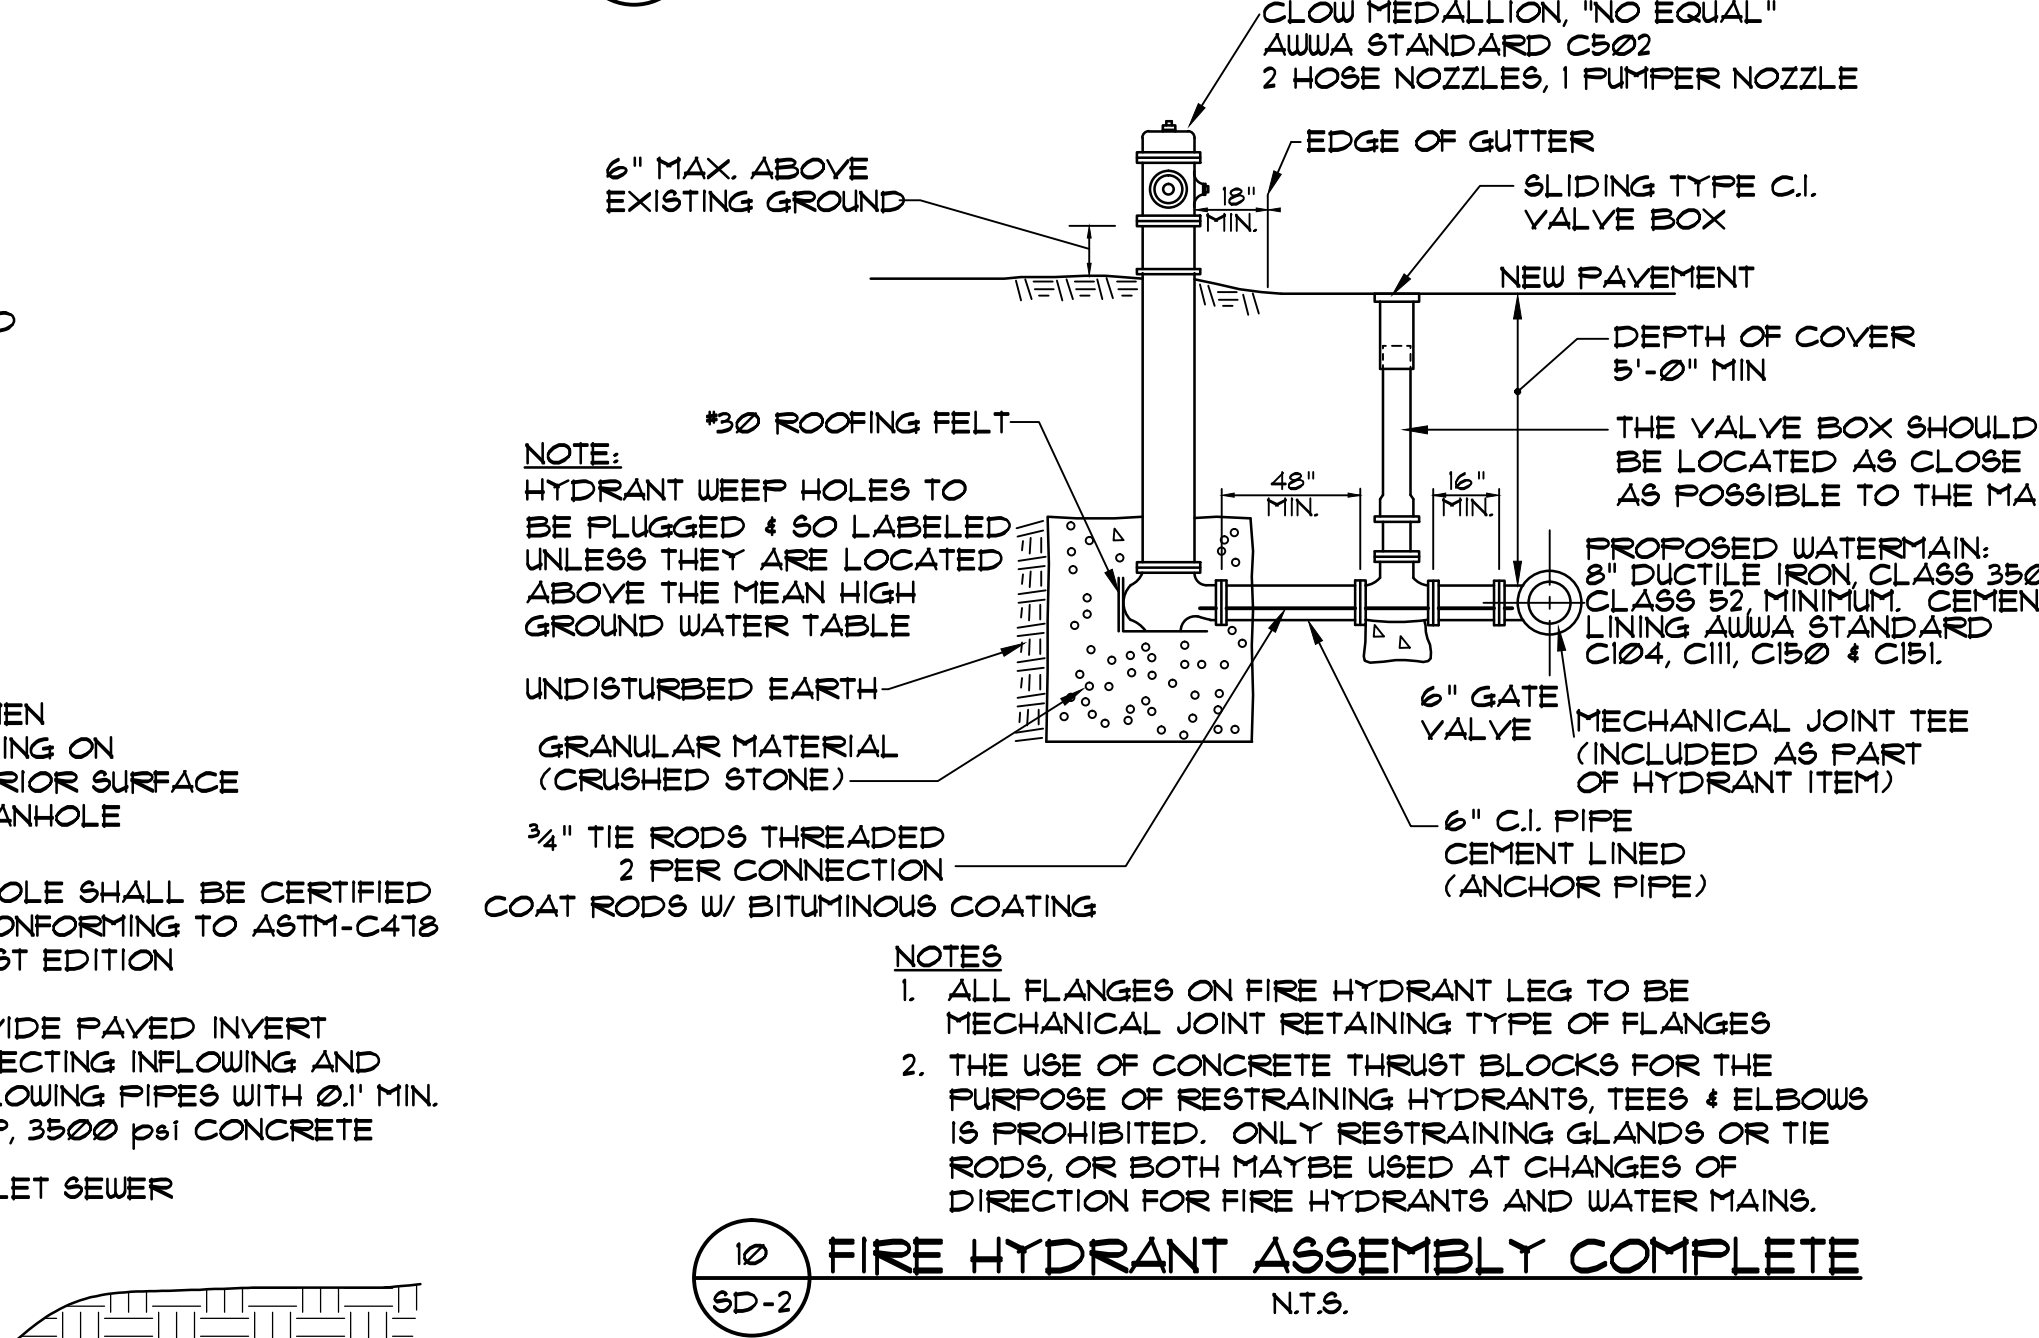 CLOW MEDALLION, "NO EQUAL"
AWWA STANDARD C502
2 HOSE NOZZLES, 1 PUMPER NOZZLE
EDGE OF GUTTER
6" MAX. ABOVE
EXISTING GROUND
18"
MIN.
SLIDING TYPE C.I.
VALVE BOX
NEW PAVEMENT
DEPTH OF COVER
5'-0" MIN
#30 ROOFING FELT
THE VALVE BOX SHOULD
BE LOCATED AS CLOSE
AS POSSIBLE TO THE MA
48"
MIN.
16"
MIN.
NOTE:
HYDRANT WEEP HOLES TO
BE PLUGGED & SO LABELED
UNLESS THEY ARE LOCATED
ABOVE THE MEAN HIGH
GROUND WATER TABLE
PROPOSED WATERMAIN:
8" DUCTILE IRON, CLASS 350
CLASS 52, MINIMUM. CEMEN
LINING AWWA STANDARD
C104, C111, C150 & C151.
UNDISTURBED EARTH
6" GATE
VALVE
MECHANICAL JOINT TEE
(INCLUDED AS PART
OF HYDRANT ITEM)
GRANULAR MATERIAL
(CRUSHED STONE)
3/4" TIE RODS THREADED
2 PER CONNECTION
COAT RODS W/ BITUMINOUS COATING
6" C.I. PIPE
CEMENT LINED
(ANCHOR PIPE)
MEN
ING ON
RIOR SURFACE
ANHOLE
OLE SHALL BE CERTIFIED
ONFORMING TO ASTM-C478
ST EDITION
VIDE PAVED INVERT
ECTING INFLOWING AND
LOWING PIPES WITH 0.1' MIN.
P, 3500 psi CONCRETE
LET SEWER
NOTES
1. ALL FLANGES ON FIRE HYDRANT LEG TO BE
MECHANICAL JOINT RETAINING TYPE OF FLANGES
2. THE USE OF CONCRETE THRUST BLOCKS FOR THE
PURPOSE OF RESTRAINING HYDRANTS, TEES & ELBOWS
IS PROHIBITED. ONLY RESTRAINING GLANDS OR TIE
RODS, OR BOTH MAYBE USED AT CHANGES OF
DIRECTION FOR FIRE HYDRANTS AND WATER MAINS.
10
SD-2
FIRE HYDRANT ASSEMBLY COMPLETE
N.T.S.